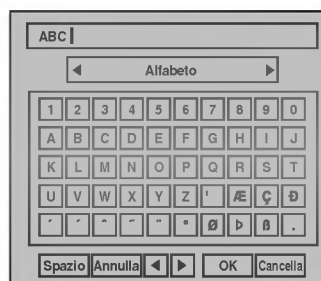 ABC
◀ Alfabeto ▶
1 2 3 4 5 6 7 8 9 0
A B C D E F G H I J
K L M N O P Q R S T
U V W X Y Z ' Æ Ç Ð
´ ´ ^ ~ ¨ ° Ø Þ ß .
Spazio Annulla ◀ ▶ OK Cancella